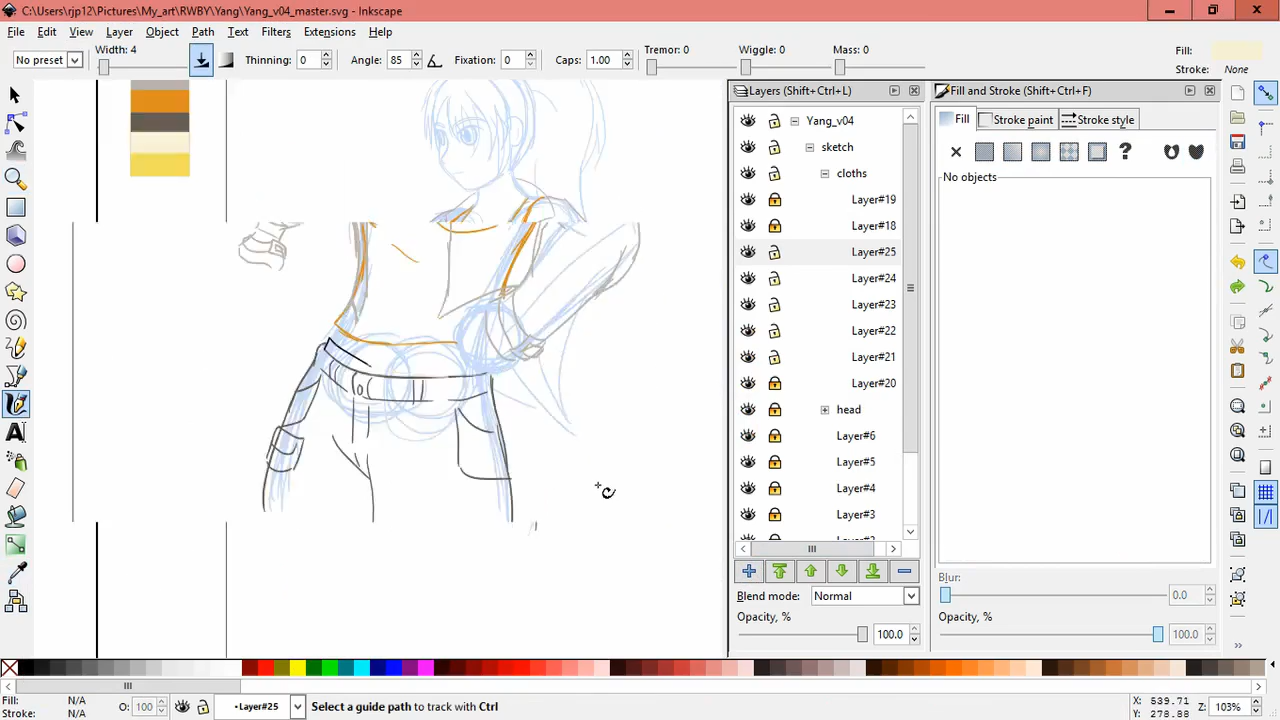 C:\Users\rjp12\Pictures\My_art\RWBY\Yang\Yang_v04_master.svg - Inkscape
File Edit View Layer Object Path Text Filters Extensions Help
No preset Width: 4 Thinning: 0 Angle: 85 Fixation: 0 Caps: 1.00 Tremor: 0 Wiggle: 0 Mass: 0 Fill:
Stroke: None
Layers (Shift+Ctrl+L) Fill and Stroke (Shift+Ctrl+F)
Yang_v04 Fill Stroke paint Stroke style
sketch
cloths
No objects
Layer#19
Layer#18
Layer#25
Layer#24
Layer#23
Layer#22
Layer#21
Layer#20
head
Layer#6
Layer#5
Layer#4
Layer#3
Blur:
Blend mode: Normal 0.0
Opacity, % Opacity, %
100.0 100.0
Fill: N/A O: 100 •Layer#25 Select a guide path to track with Ctrl X: 539.71 Z: 103%
Stroke: N/A Y: 278.88